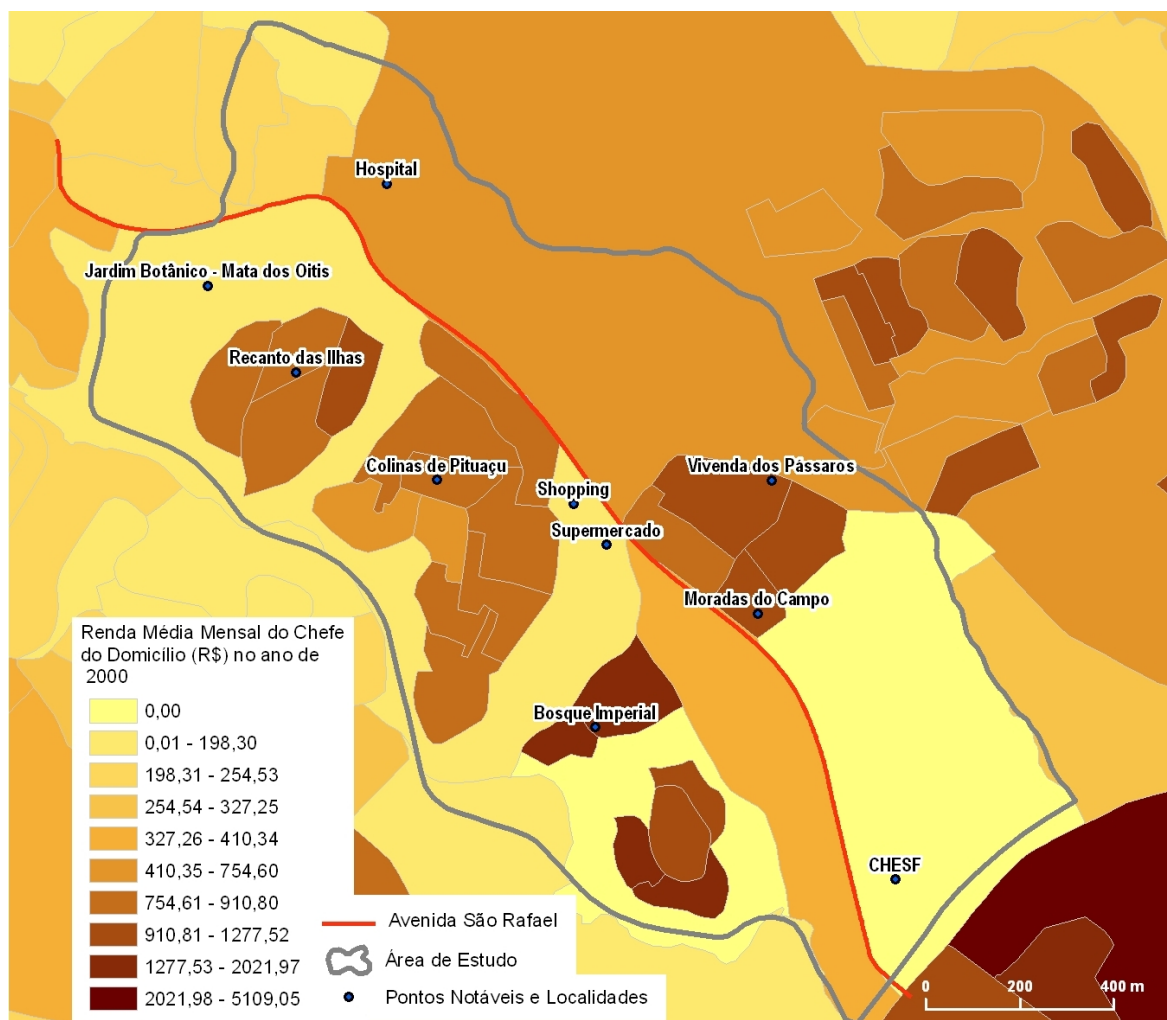 Hospital
Jardim Botânico - Mata dos Oitis
Recanto das Ilhas
Colinas de Pituaçu
Vivenda dos Pássaros
Shopping
Supermercado
Moradas do Campo
Bosque Imperial
CHESF
Renda Média Mensal do Chefe
do Domicílio (R$) no ano de
2000
0,00
0,01 - 198,30
198,31 - 254,53
254,54 - 327,25
327,26 - 410,34
410,35 - 754,60
754,61 - 910,80
910,81 - 1277,52
1277,53 - 2021,97
2021,98 - 5109,05
Avenida São Rafael
Área de Estudo
Pontos Notáveis e Localidades
0 200 400 m